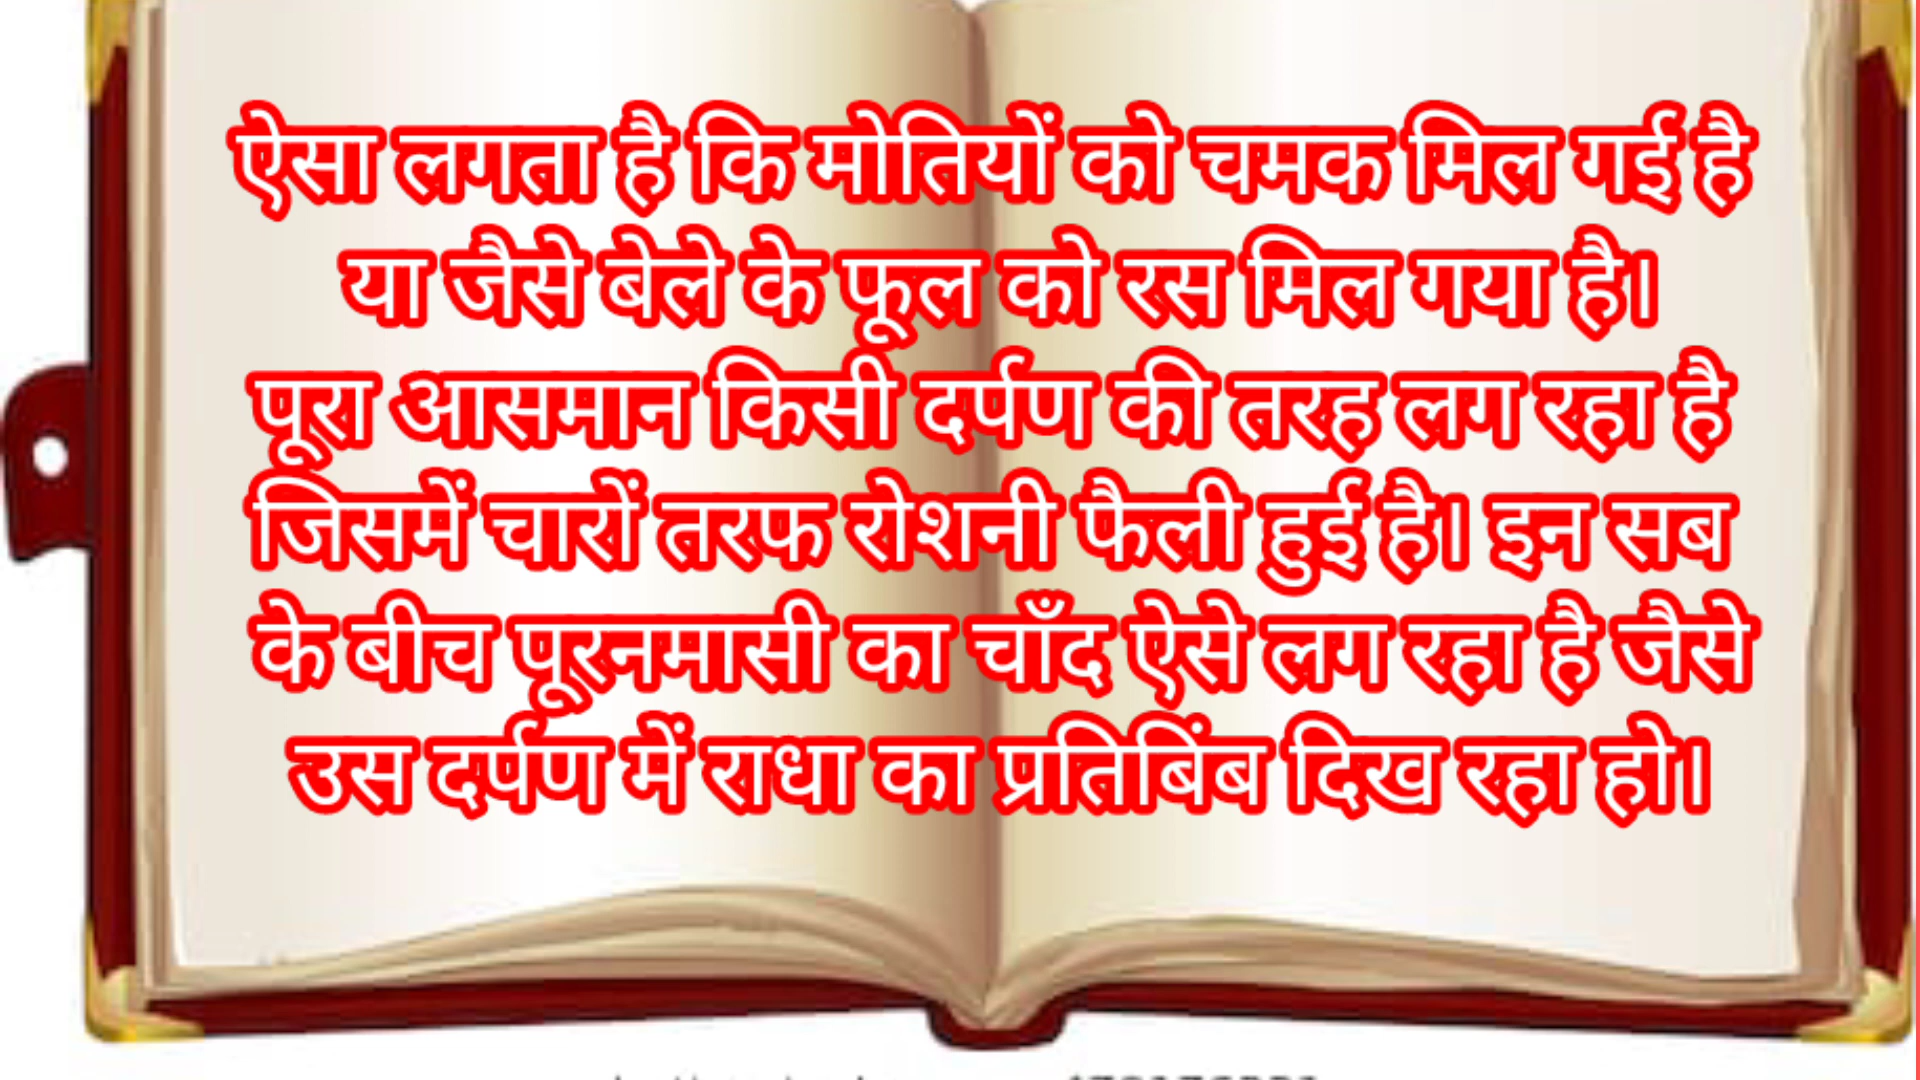 ऐसा लगता है कि मोतियों को चमक मिल गई है
या जैसे बेले के फूल को रस मिल गया है।
पूरा आसमान किसी दर्पण की तरह लग रहा है
जिसमें चारों तरफ रोशनी फैली हुई है। इन सब
के बीच पूरनमासी का चाँद ऐसे लग रहा है जैसे
उस दर्पण में राधा का प्रतिबिंब दिख रहा हो।